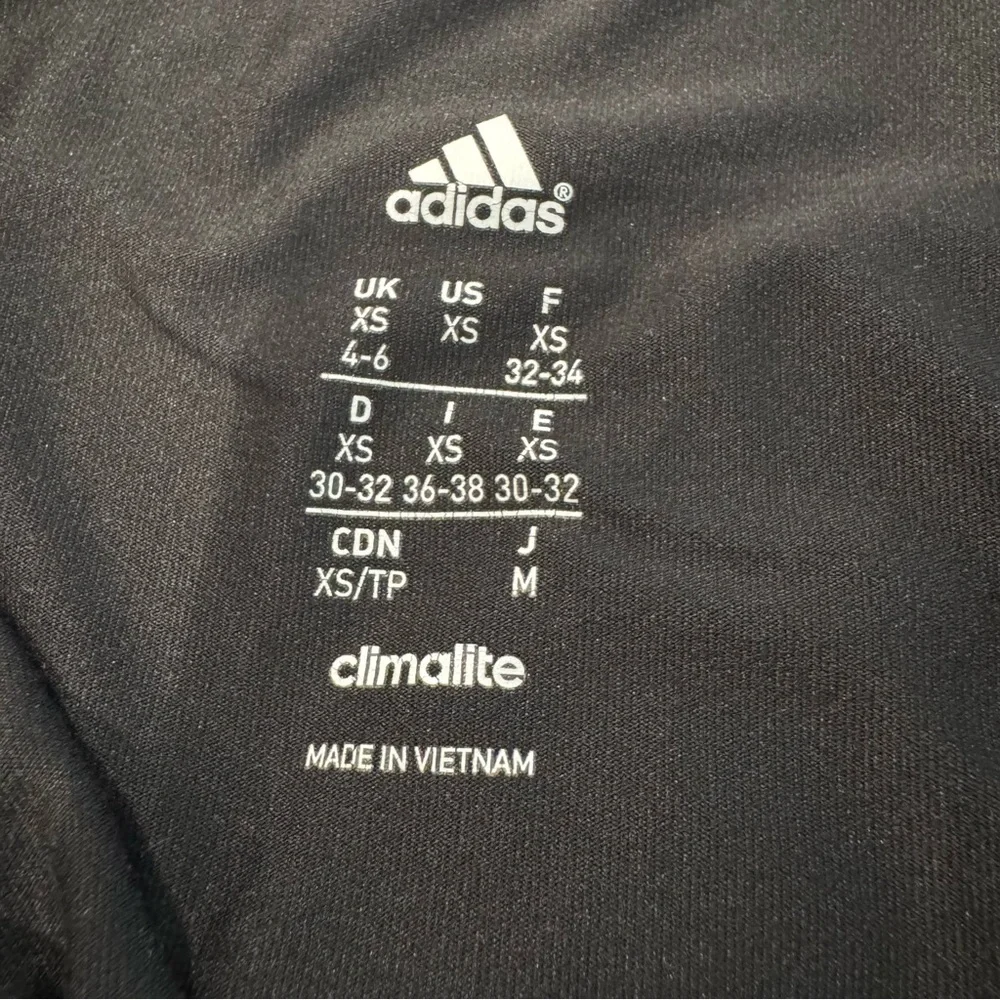 adidas®
UK US F
XS XS XS
4-6 32-34
D I E
XS XS XS
30-32 36-38 30-32
CDN J
XS/TP M
climalite
MADE IN VIETNAM